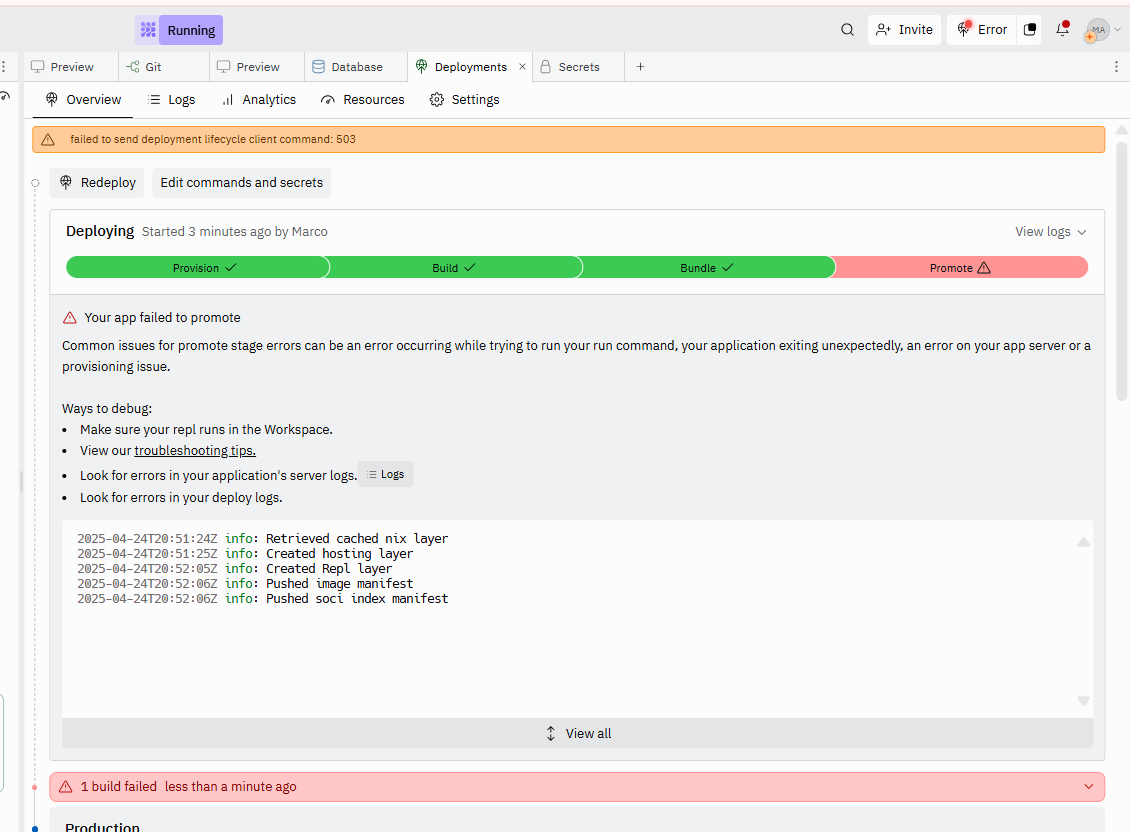 Running
Invite
Error
MA
Preview
Git
Preview
Database
Deployments
Secrets
Overview
Logs
Analytics
Resources
Settings
failed to send deployment lifecycle client command: 503
Redeploy
Edit commands and secrets
Deploying Started 3 minutes ago by Marco
View logs
Provision
Build
Bundle
Promote
Your app failed to promote
Common issues for promote stage errors can be an error occurring while trying to run your run command, your application exiting unexpectedly, an error on your app server or a
provisioning issue.
Ways to debug:
• Make sure your repl runs in the Workspace.
• View our troubleshooting tips.
• Look for errors in your application's server logs. Logs
• Look for errors in your deploy logs.
2025-04-24T20:51:24Z info: Retrieved cached nix layer
2025-04-24T20:51:25Z info: Created hosting layer
2025-04-24T20:52:05Z info: Created Repl layer
2025-04-24T20:52:06Z info: Pushed image manifest
2025-04-24T20:52:06Z info: Pushed soci index manifest
View all
1 build failed less than a minute ago
Production